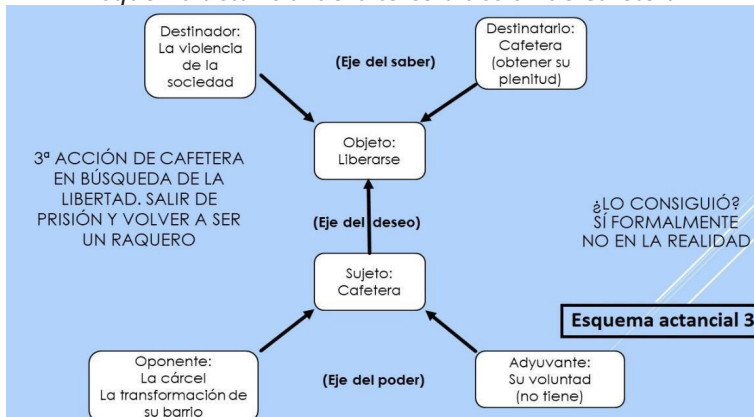 Destinador:
La violencia
de la
sociedad
(Eje del saber)
Destinatario:
Cafetera
(obtener su
plenitud)
Objeto:
Liberarse
3ª ACCIÓN DE CAFETERA
EN BÚSQUEDA DE LA
LIBERTAD. SALIR DE
PRISIÓN Y VOLVER A SER
UN RAQUERO
(Eje del deseo)
¿LO CONSIGUIÓ?
SÍ FORMALMENTE
NO EN LA REALIDAD
Sujeto:
Cafetera
Esquema actancial 3
Oponente:
La cárcel
La transformación de
su barrio
(Eje del poder)
Adyuvante:
Su voluntad
(no tiene)